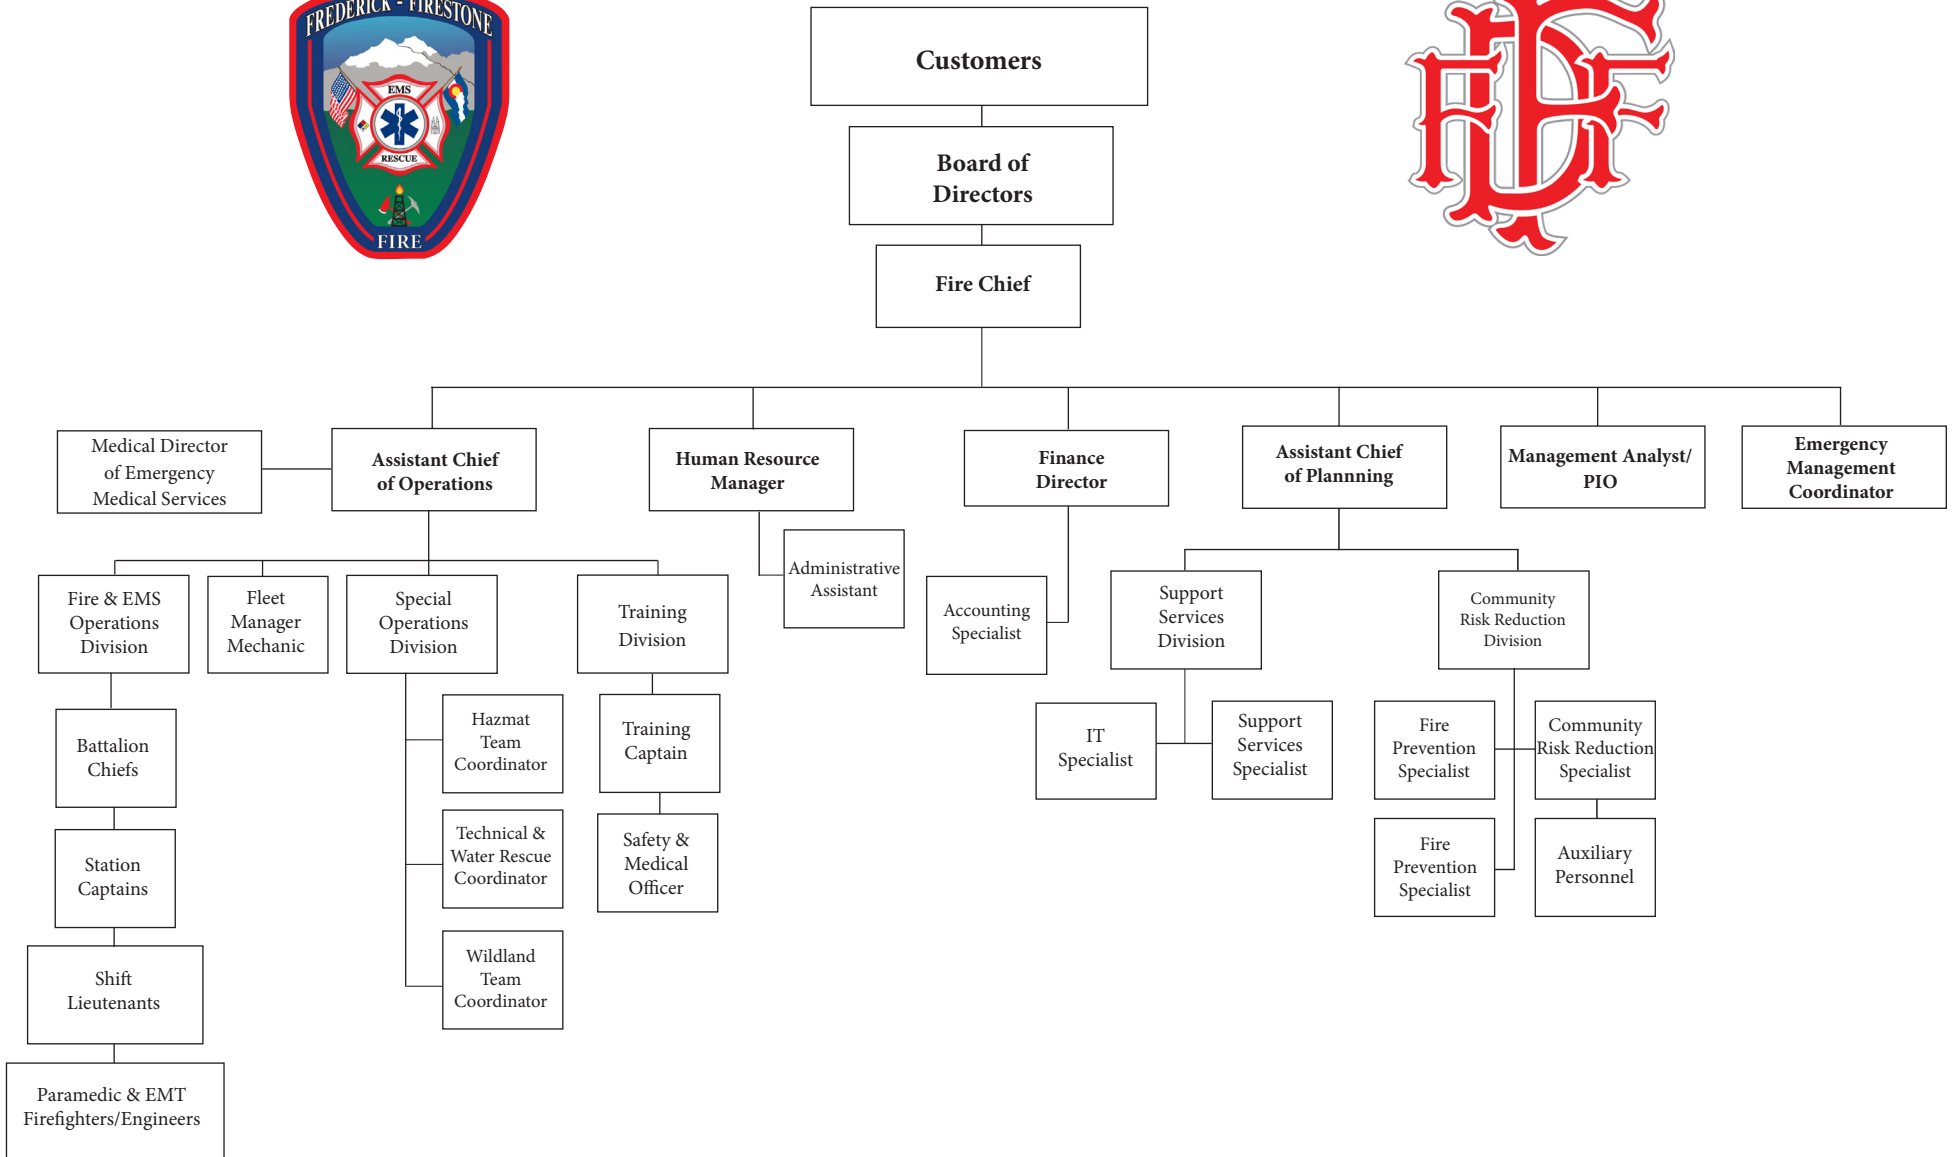 FREDERICK - FIRESTONE
EMS
RESCUE
FIRE
FFFD
Customers
Board of
Directors
Fire Chief
Medical Director
of Emergency
Medical Services
Assistant Chief
of Operations
Human Resource
Manager
Finance
Director
Assistant Chief
of Plannning
Management Analyst/
PIO
Emergency
Management
Coordinator
Fire & EMS
Operations
Division
Fleet
Manager
Mechanic
Special
Operations
Division
Training
Division
Administrative
Assistant
Accounting
Specialist
Support
Services
Division
Community
Risk Reduction
Division
Battalion
Chiefs
Hazmat
Team
Coordinator
Training
Captain
IT
Specialist
Support
Services
Specialist
Fire
Prevention
Specialist
Community
Risk Reduction
Specialist
Station
Captains
Technical &
Water Rescue
Coordinator
Safety &
Medical
Officer
Fire
Prevention
Specialist
Auxiliary
Personnel
Shift
Lieutenants
Wildland
Team
Coordinator
Paramedic & EMT
Firefighters/Engineers